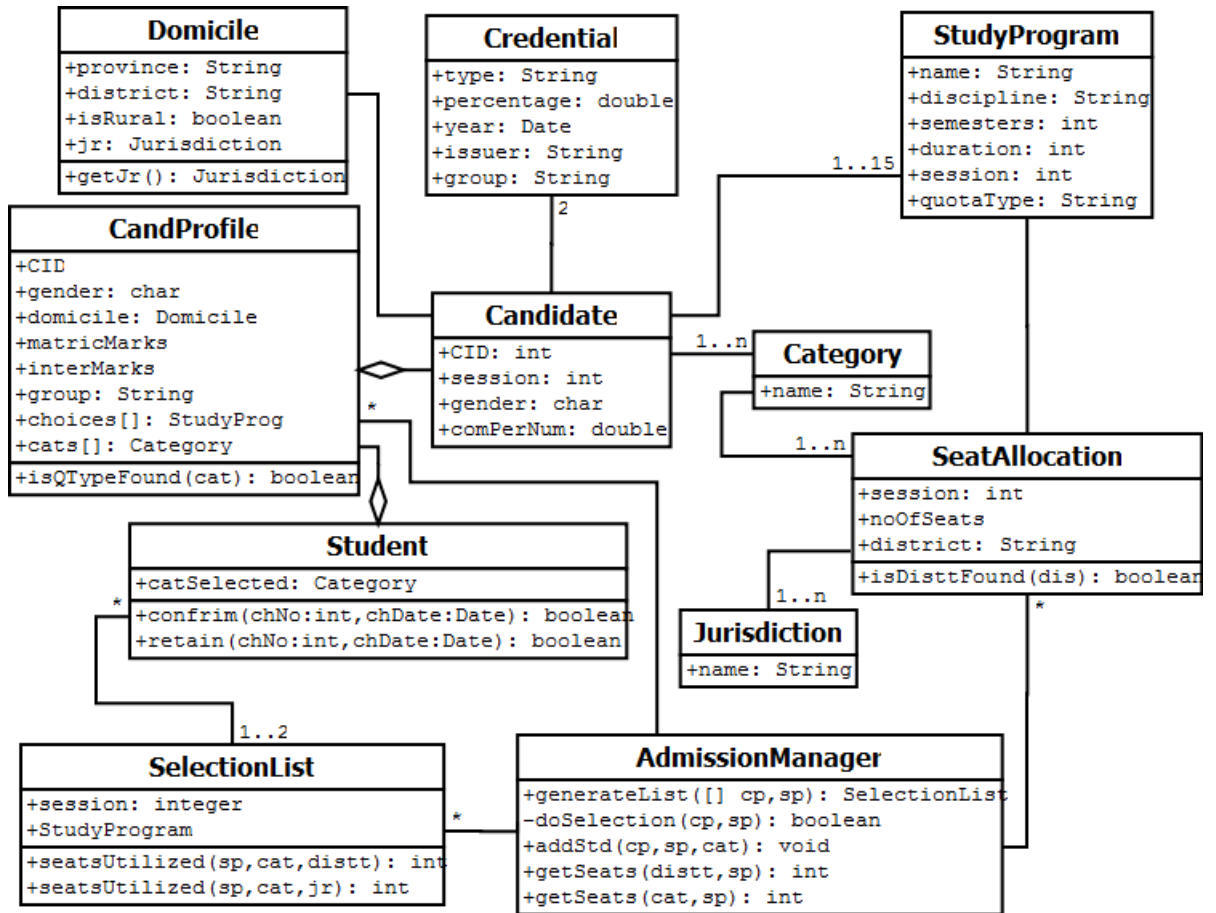 Domicile
+province: String
+district: String
+isRural: boolean
+jr: Jurisdiction
+getJr(): Jurisdiction
Credential
+type: String
+percentage: double
+year: Date
+issuer: String
+group: String
2
StudyProgram
+name: String
+discipline: String
+semesters: int
+duration: int
+session: int
+quotaType: String
1..15
CandProfile
+CID
+gender: char
+domicile: Domicile
+matricMarks
+interMarks
+group: String
+choices[]: StudyProg
+cats[]: Category
+isQTypeFound(cat): boolean
*
Candidate
+CID: int
+session: int
+gender: char
+comPerNum: double
1..n
Category
+name: String
1..n
SeatAllocation
+session: int
+noOfSeats
+district: String
+isDisttFound(dis): boolean
*
Student
+catSelected: Category
+confrim(chNo:int,chDate:Date): boolean
+retain(chNo:int,chDate:Date): boolean
*
1..n
Jurisdiction
+name: String
1..2
SelectionList
+session: integer
+StudyProgram
+seatsUtilized(sp,cat,distt): int
+seatsUtilized(sp,cat,jr): int
*
AdmissionManager
+generateList([] cp,sp): SelectionList
-doSelection(cp,sp): boolean
+addStd(cp,sp,cat): void
+getSeats(distt,sp): int
+getSeats(cat,sp): int